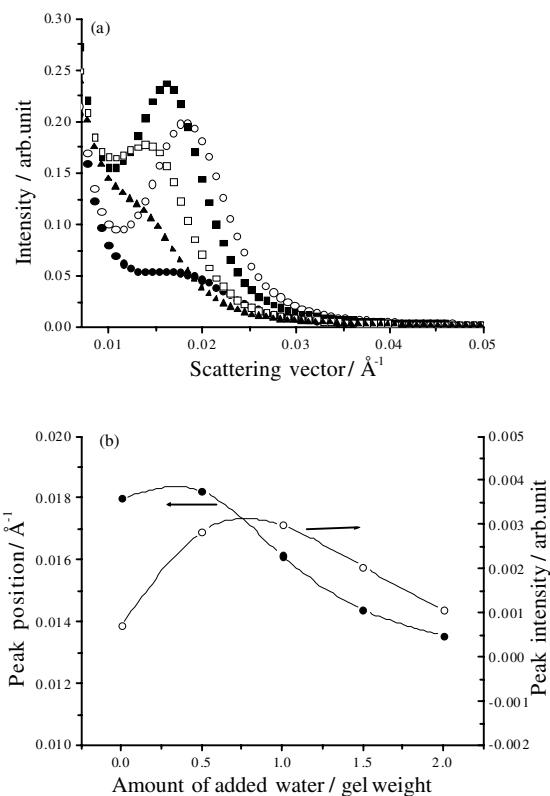 (a)
0.30
0.25
0.20
0.15
0.10
0.05
0.00
Intensity / arb.unit
0.01 0.02 0.03 0.04 0.05
Scattering vector/ Å-1
(b)
0.020
0.018
0.016
0.014
0.012
0.010
Peak position/ Å-1
0.005
0.004
0.003
0.002
0.001
0.000
-0.001
-0.002
Peak intensity / arb.unit
0.0 0.5 1.0 1.5 2.0
Amount of added water / gel weight